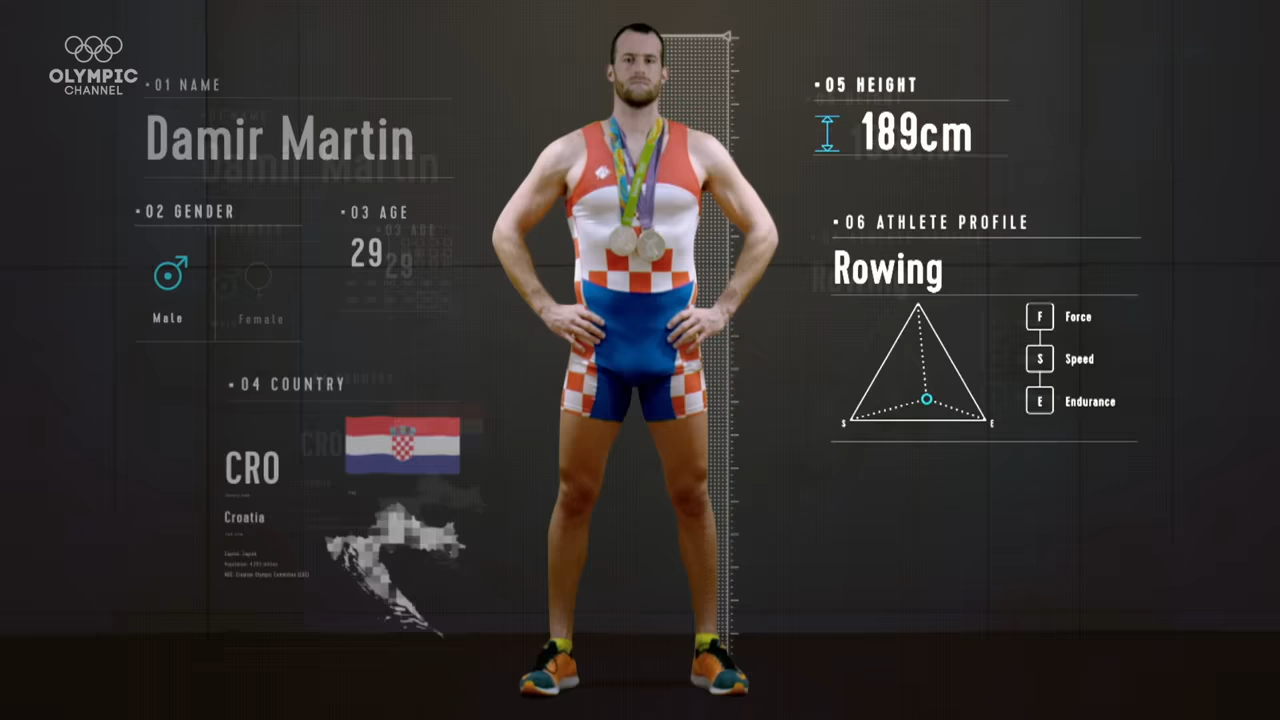 OLYMPIC
CHANNEL
01 NAME
Damir Martin
02 GENDER
Male
Female
03 AGE
29
04 COUNTRY
CRO
Croatia
05 HEIGHT
189cm
06 ATHLETE PROFILE
Rowing
S
E
F Force
S Speed
E Endurance